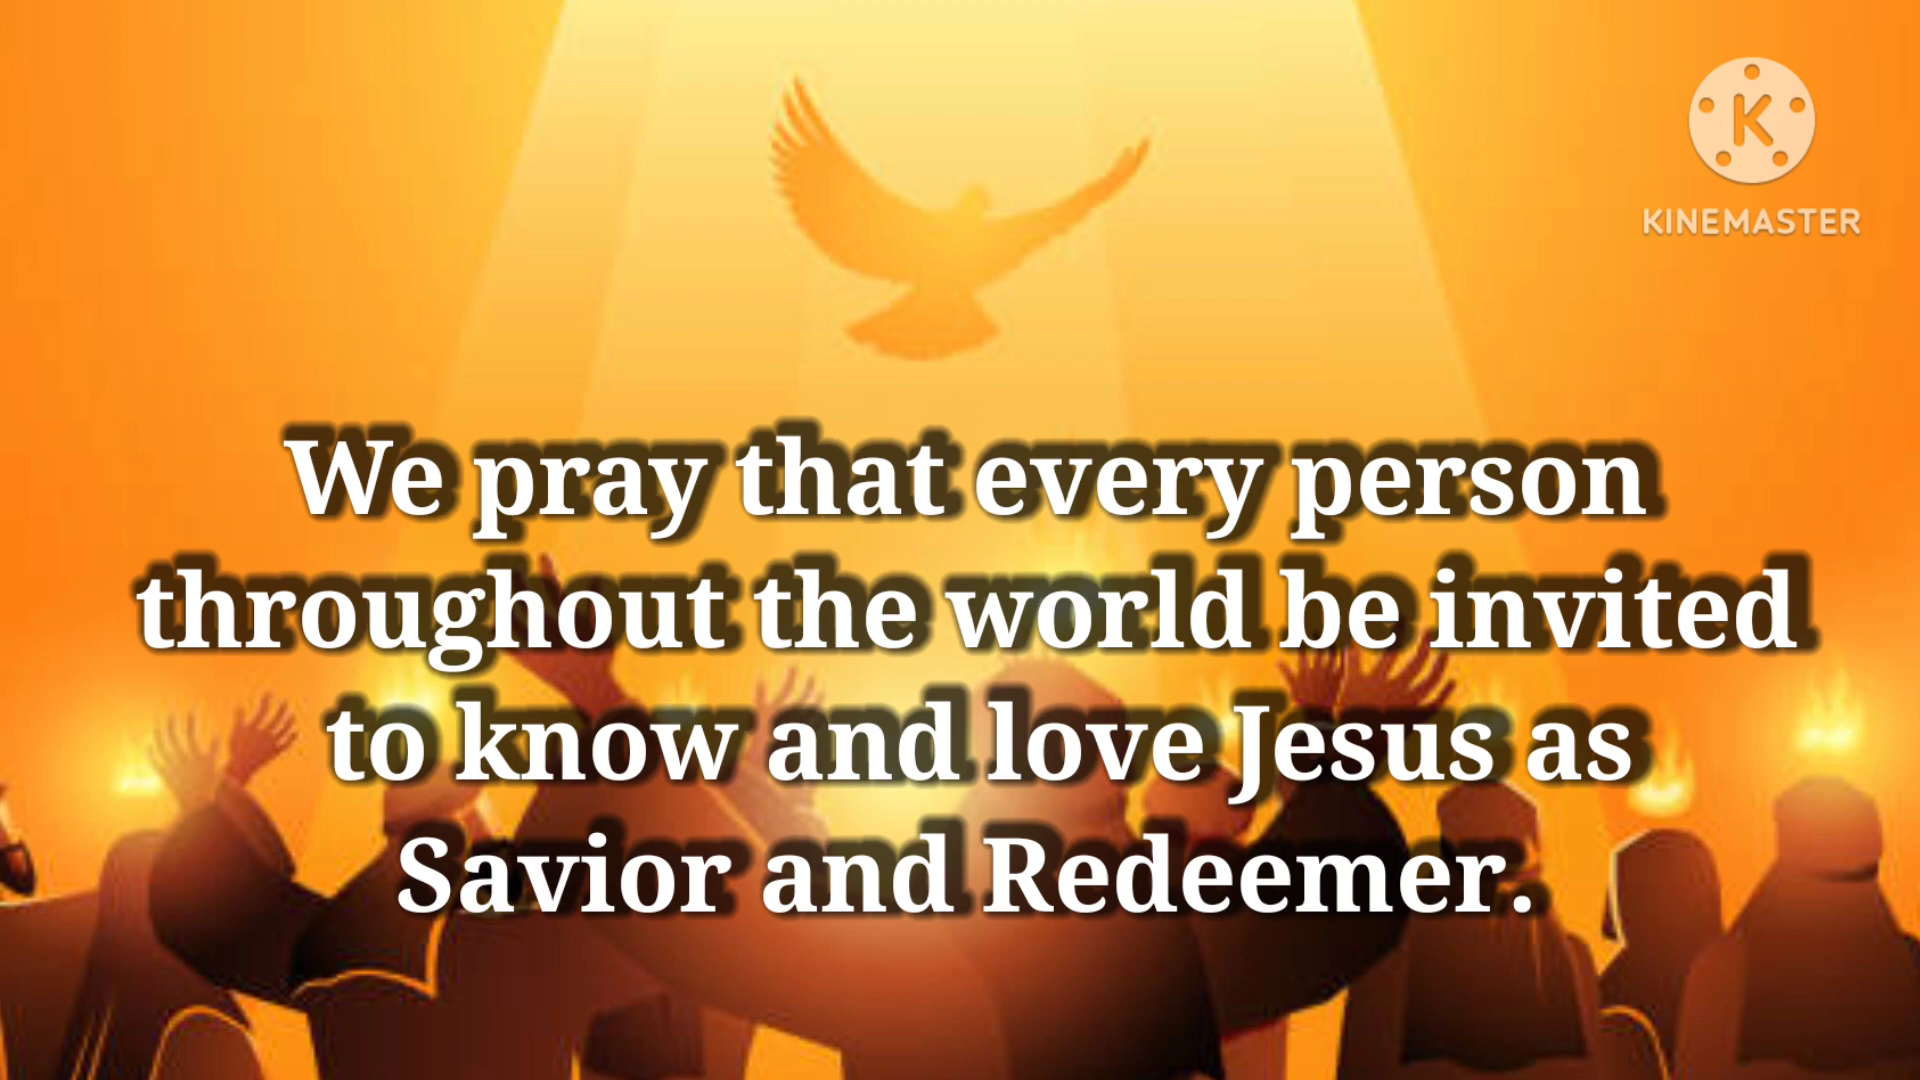 K
KINEMASTER
We pray that every person
throughout the world be invited
to know and love Jesus as
Savior and Redeemer.